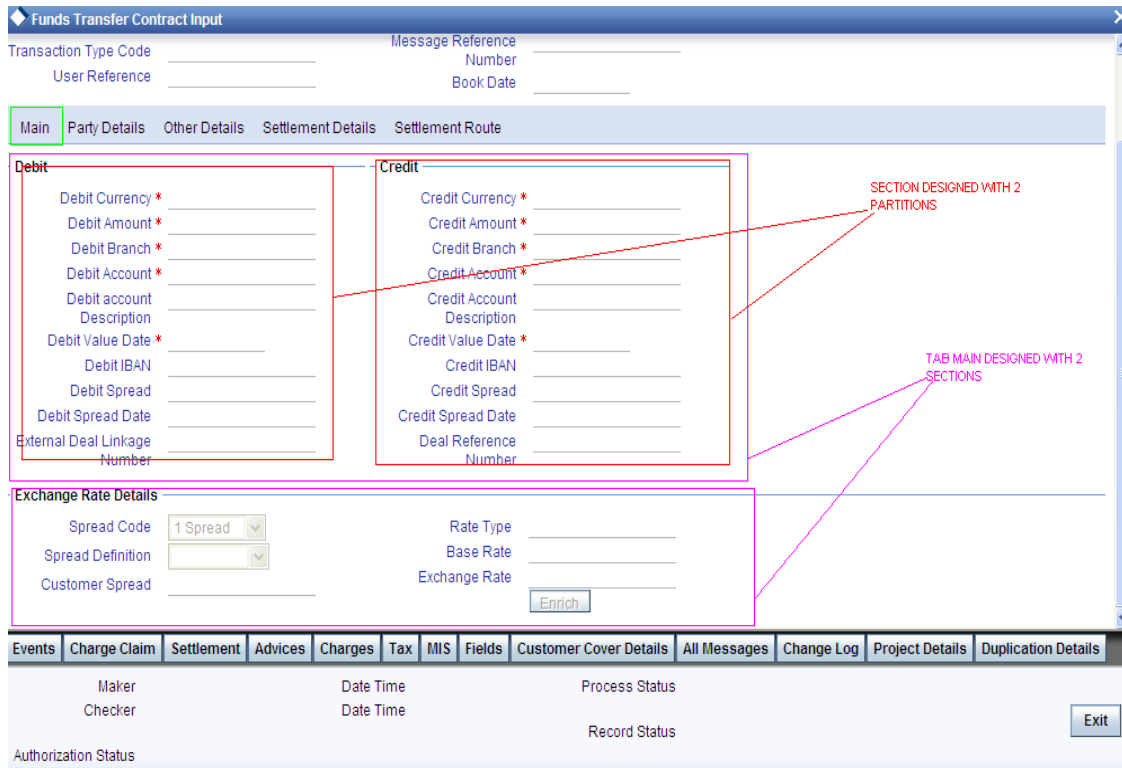 Funds Transfer Contract Input
Transaction Type Code
Message Reference
Number
User Reference
Book Date
Main Party Details Other Details Settlement Details Settlement Route
Debit
Credit
Debit Currency *
Credit Currency *
Debit Amount *
Credit Amount *
Debit Branch *
Credit Branch *
Debit Account *
Credit Account *
Debit account
Description
Credit Account
Description
Debit Value Date *
Credit Value Date *
Debit IBAN
Credit IBAN
Debit Spread
Credit Spread
Debit Spread Date
Credit Spread Date
External Deal Linkage
Number
Deal Reference
Number
SECTION DESIGNED WITH 2
PARTITIONS
TAB MAIN DESIGNED WITH 2
SECTIONS
Exchange Rate Details
Spread Code 1 Spread
Rate Type
Spread Definition
Base Rate
Customer Spread
Exchange Rate
Enrich
Events Charge Claim Settlement Advices Charges Tax MIS Fields Customer Cover Details All Messages Change Log Project Details Duplication Details
Maker Date Time Process Status
Checker Date Time
Record Status
Exit
Authorization Status